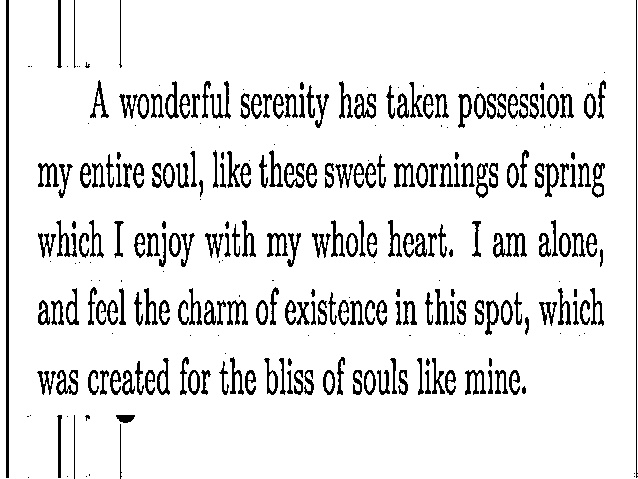 A wonderful serenity has taken possession of
my entire soul, like these sweet mornings of spring
which I enjoy with my whole heart. I am alone,
and feel the charm of existence in this spot, which
was created for the bliss of souls like mine.